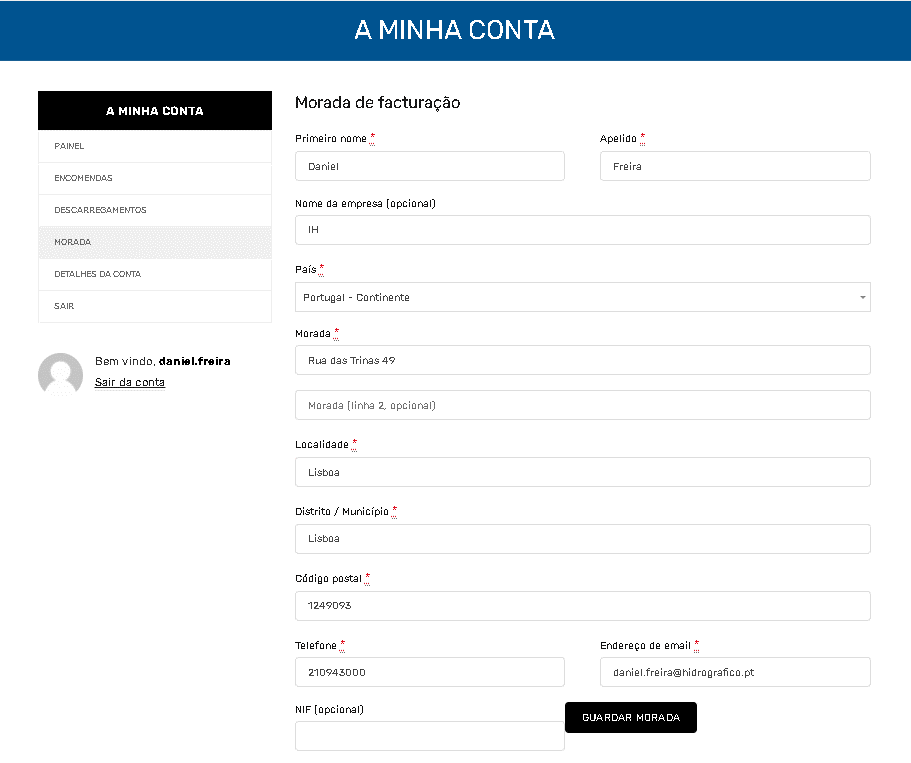 A MINHA CONTA
A MINHA CONTA
PAINEL
ENCOMENDAS
DESCARREGAMENTOS
MORADA
DETALHES DA CONTA
SAIR
Bem vindo, daniel.freira
Sair da conta
Morada de facturação
Primeiro nome *
Daniel
Apelido *
Freira
Nome da empresa (opcional)
IH
País *
Portugal - Continente
Morada *
Rua das Trinas 49
Morada (linha 2, opcional)
Localidade *
Lisboa
Distrito / Município *
Lisboa
Código postal *
1249093
Telefone *
210943000
Endereço de email *
daniel.freira@hidrografico.pt
NIF (opcional)
GUARDAR MORADA